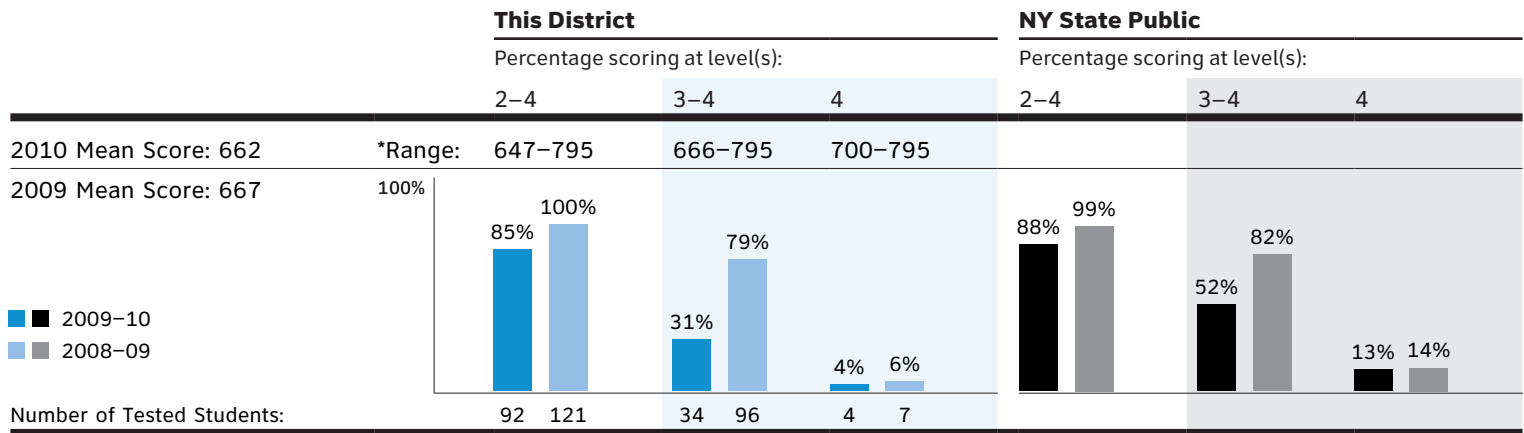 This District NY State Public
Percentage scoring at level(s): Percentage scoring at level(s):
2–4 3–4 4 2–4 3–4 4
2010 Mean Score: 662 *Range: 647–795 666–795 700–795
2009 Mean Score: 667 100%
85% 100% 31% 79% 4% 6% 88% 99% 52% 82% 13% 14%
2009–10
2008–09
Number of Tested Students: 92 121 34 96 4 7